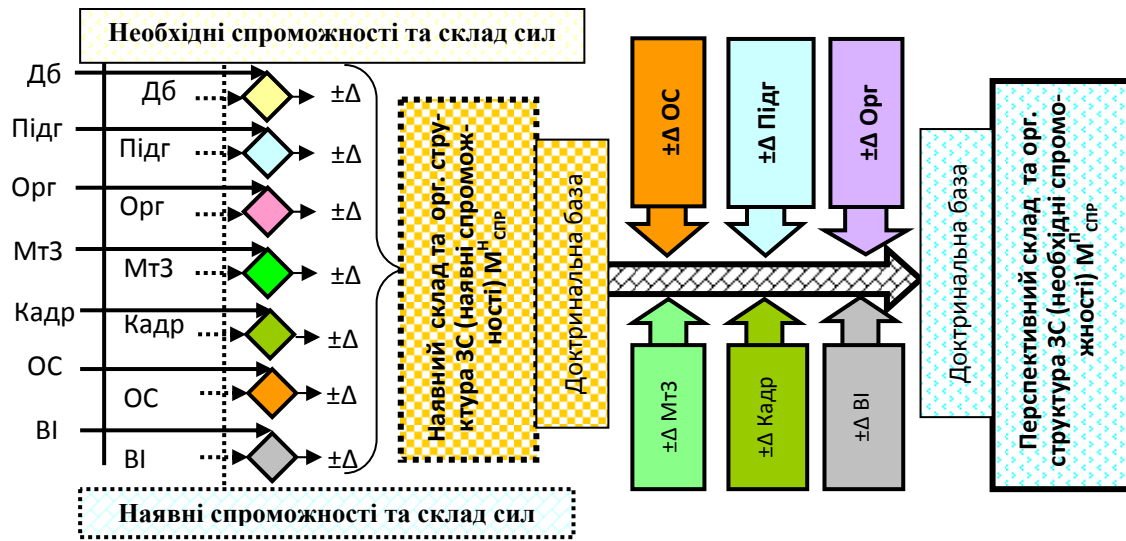 Необхідні спроможності та склад сил
Дб
Дб
±Δ
Підг
Підг
±Δ
Орг
Орг
±Δ
МтЗ
МтЗ
±Δ
Кадр
Кадр
±Δ
ОС
ОС
±Δ
ВІ
ВІ
±Δ
Наявні спроможності та склад сил
Наявний склад та орг. стру-
ктура ЗС (наявні спромож-
ності) М^н_СПР
Доктринальна база
±Δ ОС
±Δ Підг
±Δ Орг
±Δ МтЗ
±Δ Кадр
±Δ ВІ
Доктринальна база
Перспективний склад та орг.
структура ЗС (необхідні спромо-
жності) М^п_СПР